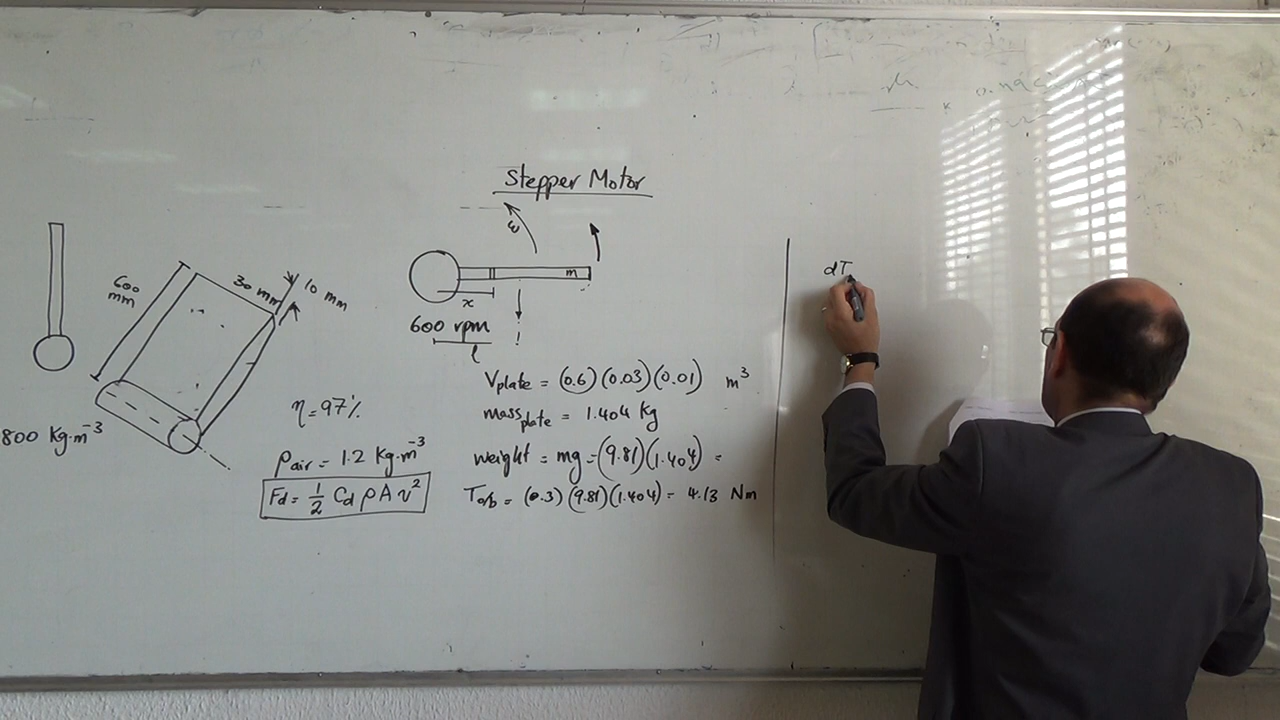 Stepper Motor
600
mm
30 mm
10 mm
ω
m
x
600 rpm
l
dT
800 Kg·m⁻³
η = 97%
ρair = 1.2 Kg·m⁻³
Fd = 1/2 Cd ρ A v²
Vplate = (0.6)(0.03)(0.01) m³
massplate = 1.404 Kg
weight = mg = (9.81)(1.404) =
= (0.3)(9.81)(1.404) = 4.13 Nm